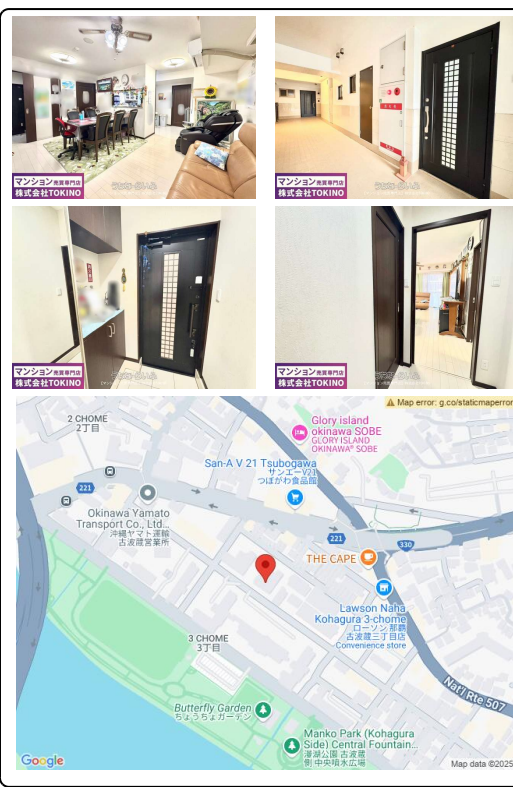 マンション売買専門店
株式会社TOKINO
マンション売買専門店
株式会社TOKINO
マンション売買専門店
株式会社TOKINO
マンション売買専門店
株式会社TOKINO
Map error: g.co/staticmaperror
2 CHOME
2丁目
Glory island
okinawa SOBE
GLORY ISLAND
OKINAWA° SOBE
San-A V 21 Tsubogawa
サンエーV21
つぼがわ食品館
221
Okinawa Yamato
Transport Co., Ltd...
沖縄ヤマト運輸
古波蔵営業所
221
330
THE CAPE
Lawson Naha
Kohagura 3-chome
ローソン 那覇
古波蔵三丁目店
Convenience store
3 CHOME
3丁目
Nat'l Rte 507
Butterfly Garden
ちょうちょガーデン
Manko Park (Kohagura
Side) Central Fountain...
漫湖公園 古波蔵
側 中央噴水広場
Google
Map data ©2025